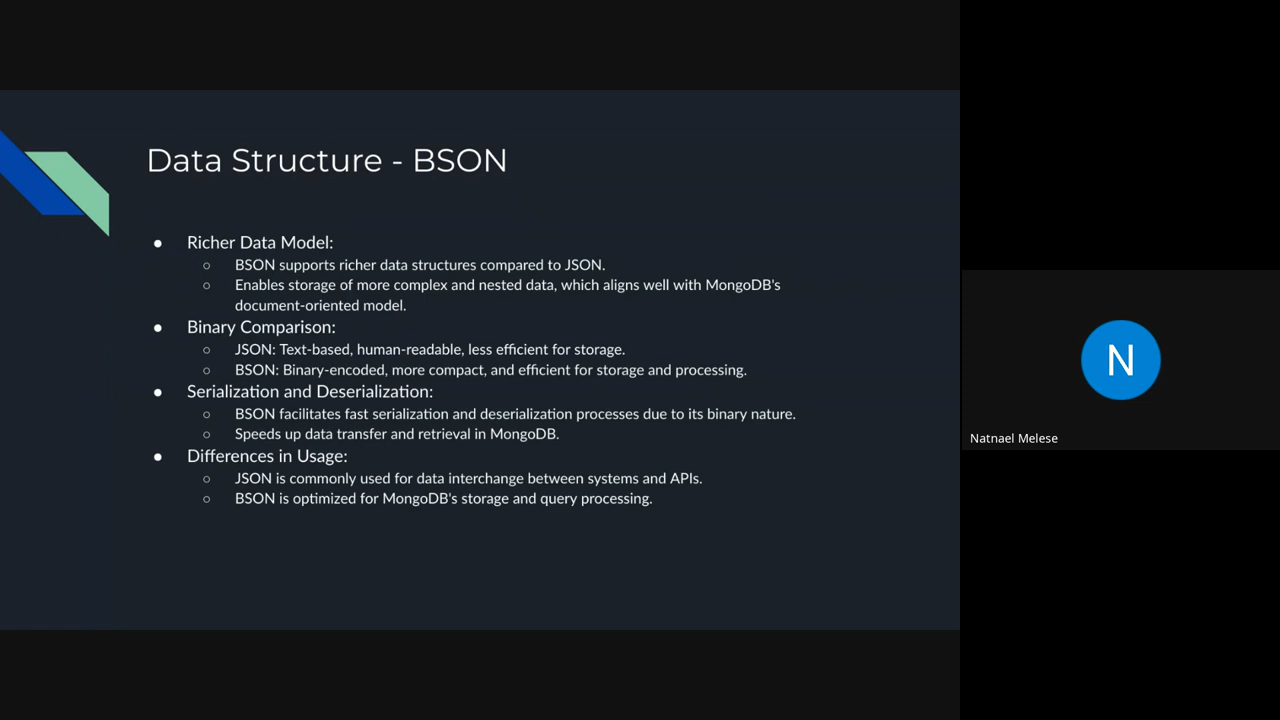 Data Structure - BSON
● Richer Data Model:
○ BSON supports richer data structures compared to JSON.
○ Enables storage of more complex and nested data, which aligns well with MongoDB's
document-oriented model.
● Binary Comparison:
○ JSON: Text-based, human-readable, less efficient for storage.
○ BSON: Binary-encoded, more compact, and efficient for storage and processing.
● Serialization and Deserialization:
○ BSON facilitates fast serialization and deserialization processes due to its binary nature.
○ Speeds up data transfer and retrieval in MongoDB.
● Differences in Usage:
○ JSON is commonly used for data interchange between systems and APIs.
○ BSON is optimized for MongoDB's storage and query processing.
N
Natnael Melese